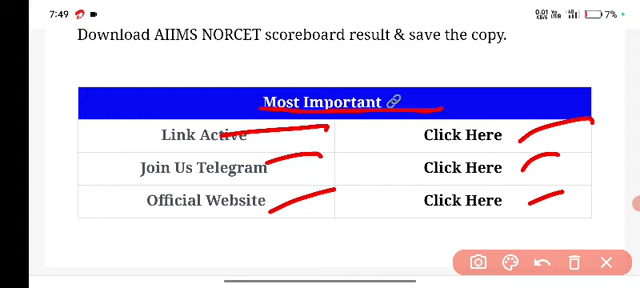 7:49
7%
Download AIIMS NORCET scoreboard result & save the copy.
Most Important
Link Active Click Here
Join Us Telegram Click Here
Official Website Click Here